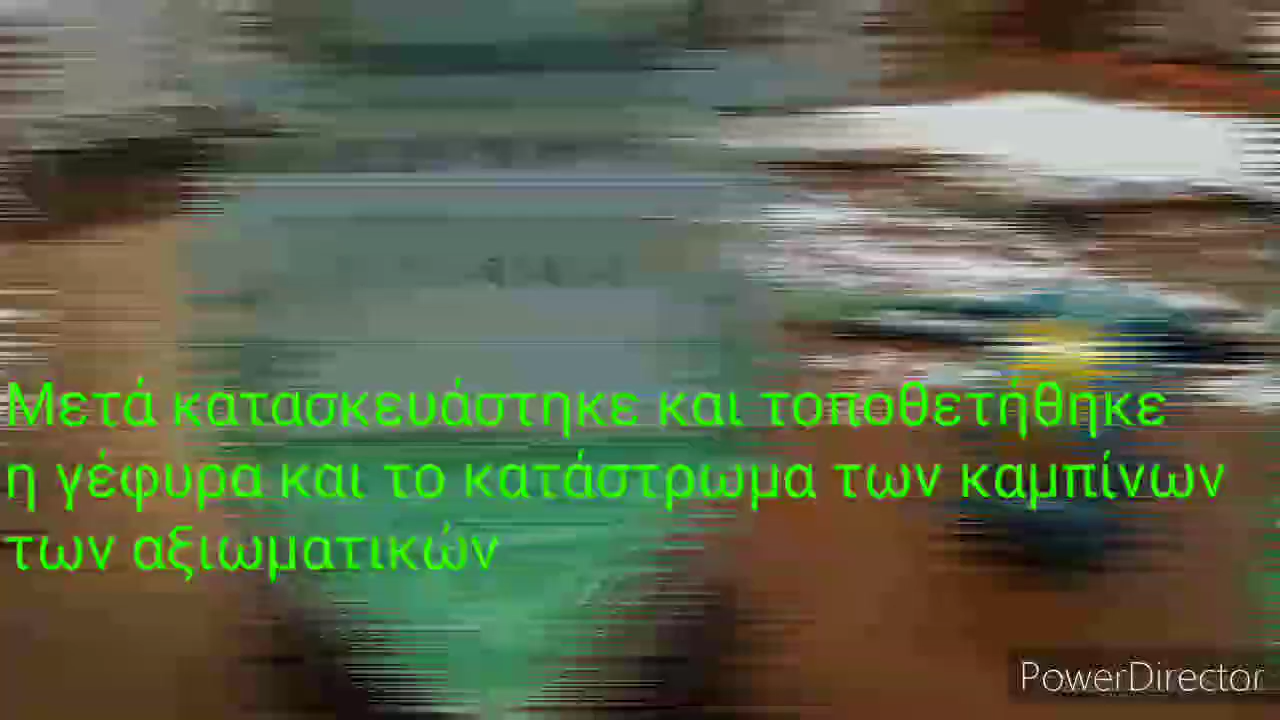 Μετά κατασκευάστηκε και τοποθετήθηκε
η γέφυρα και το κατάστρωμα των καμπίνων
των αξιωματικών
PowerDirector